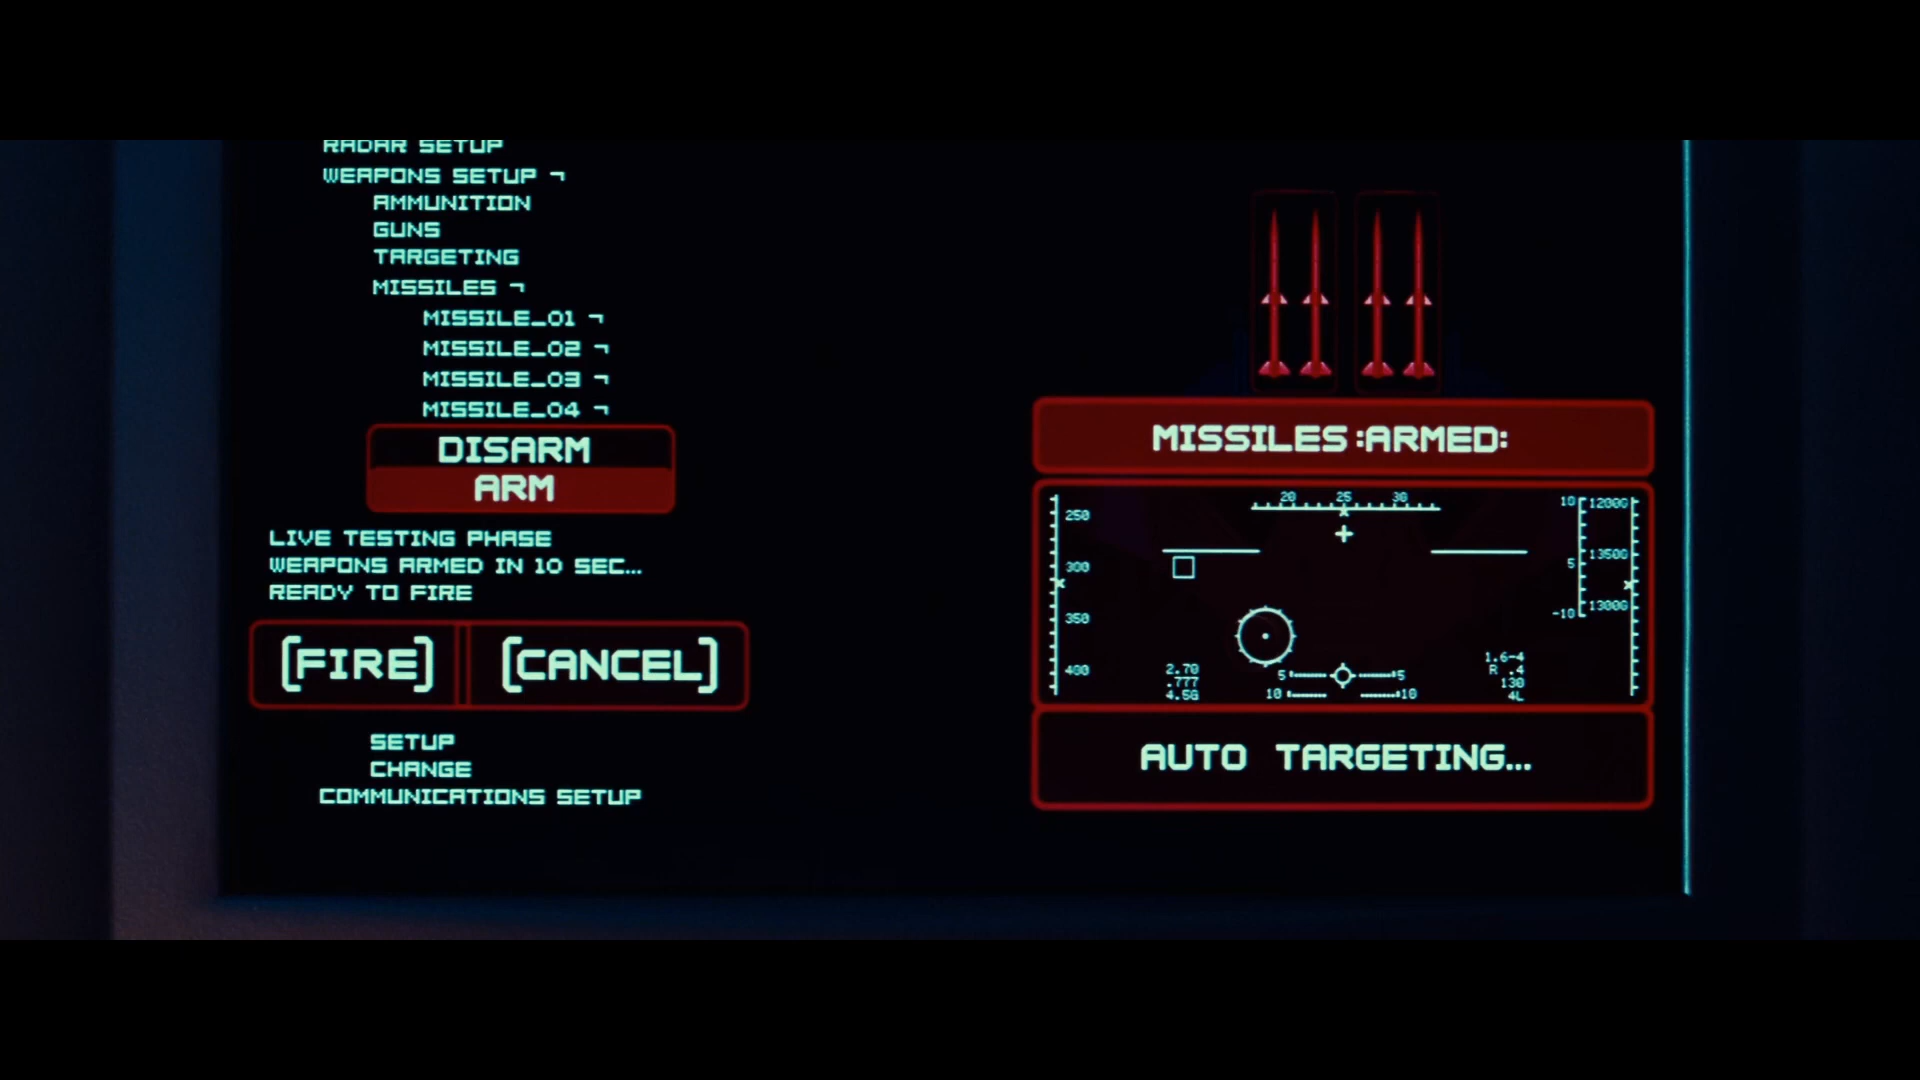 RADAR SETUP
WEAPONS SETUP ¬
AMMUNITION
GUNS
TARGETING
MISSILES ¬
MISSILE_01 ¬
MISSILE_02 ¬
MISSILE_03 ¬
MISSILE_04 ¬
DISARM
ARM
LIVE TESTING PHASE
WEAPONS ARMED IN 10 SEC...
READY TO FIRE
[FIRE] [CANCEL]
SETUP
CHANGE
COMMUNICATIONS SETUP
MISSILES :ARMED:
20 25 30
250
300
350
400
10
5
-10
12000
13500
13000
2.70
.777
4.5G
5 5
10 10
1.6-4
R .4
130
4L
AUTO TARGETING...